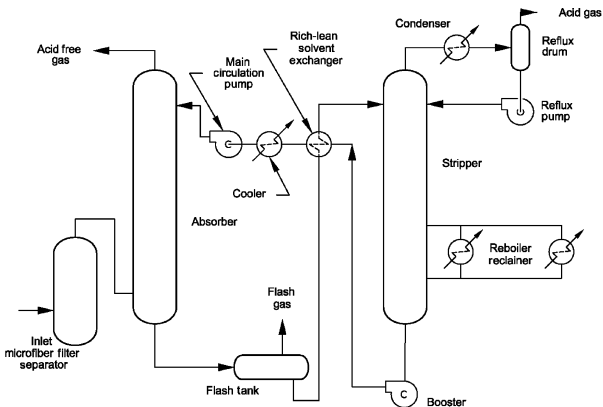 Acid free
gas
Main
circulation
pump
Rich-lean
solvent
exchanger
Condenser
Acid gas
Reflux
drum
Reflux
pump
Cooler
Stripper
Absorber
Reboiler
reclainer
Flash
gas
Inlet
microfiber filter
separator
Flash tank
C
Booster
C
C